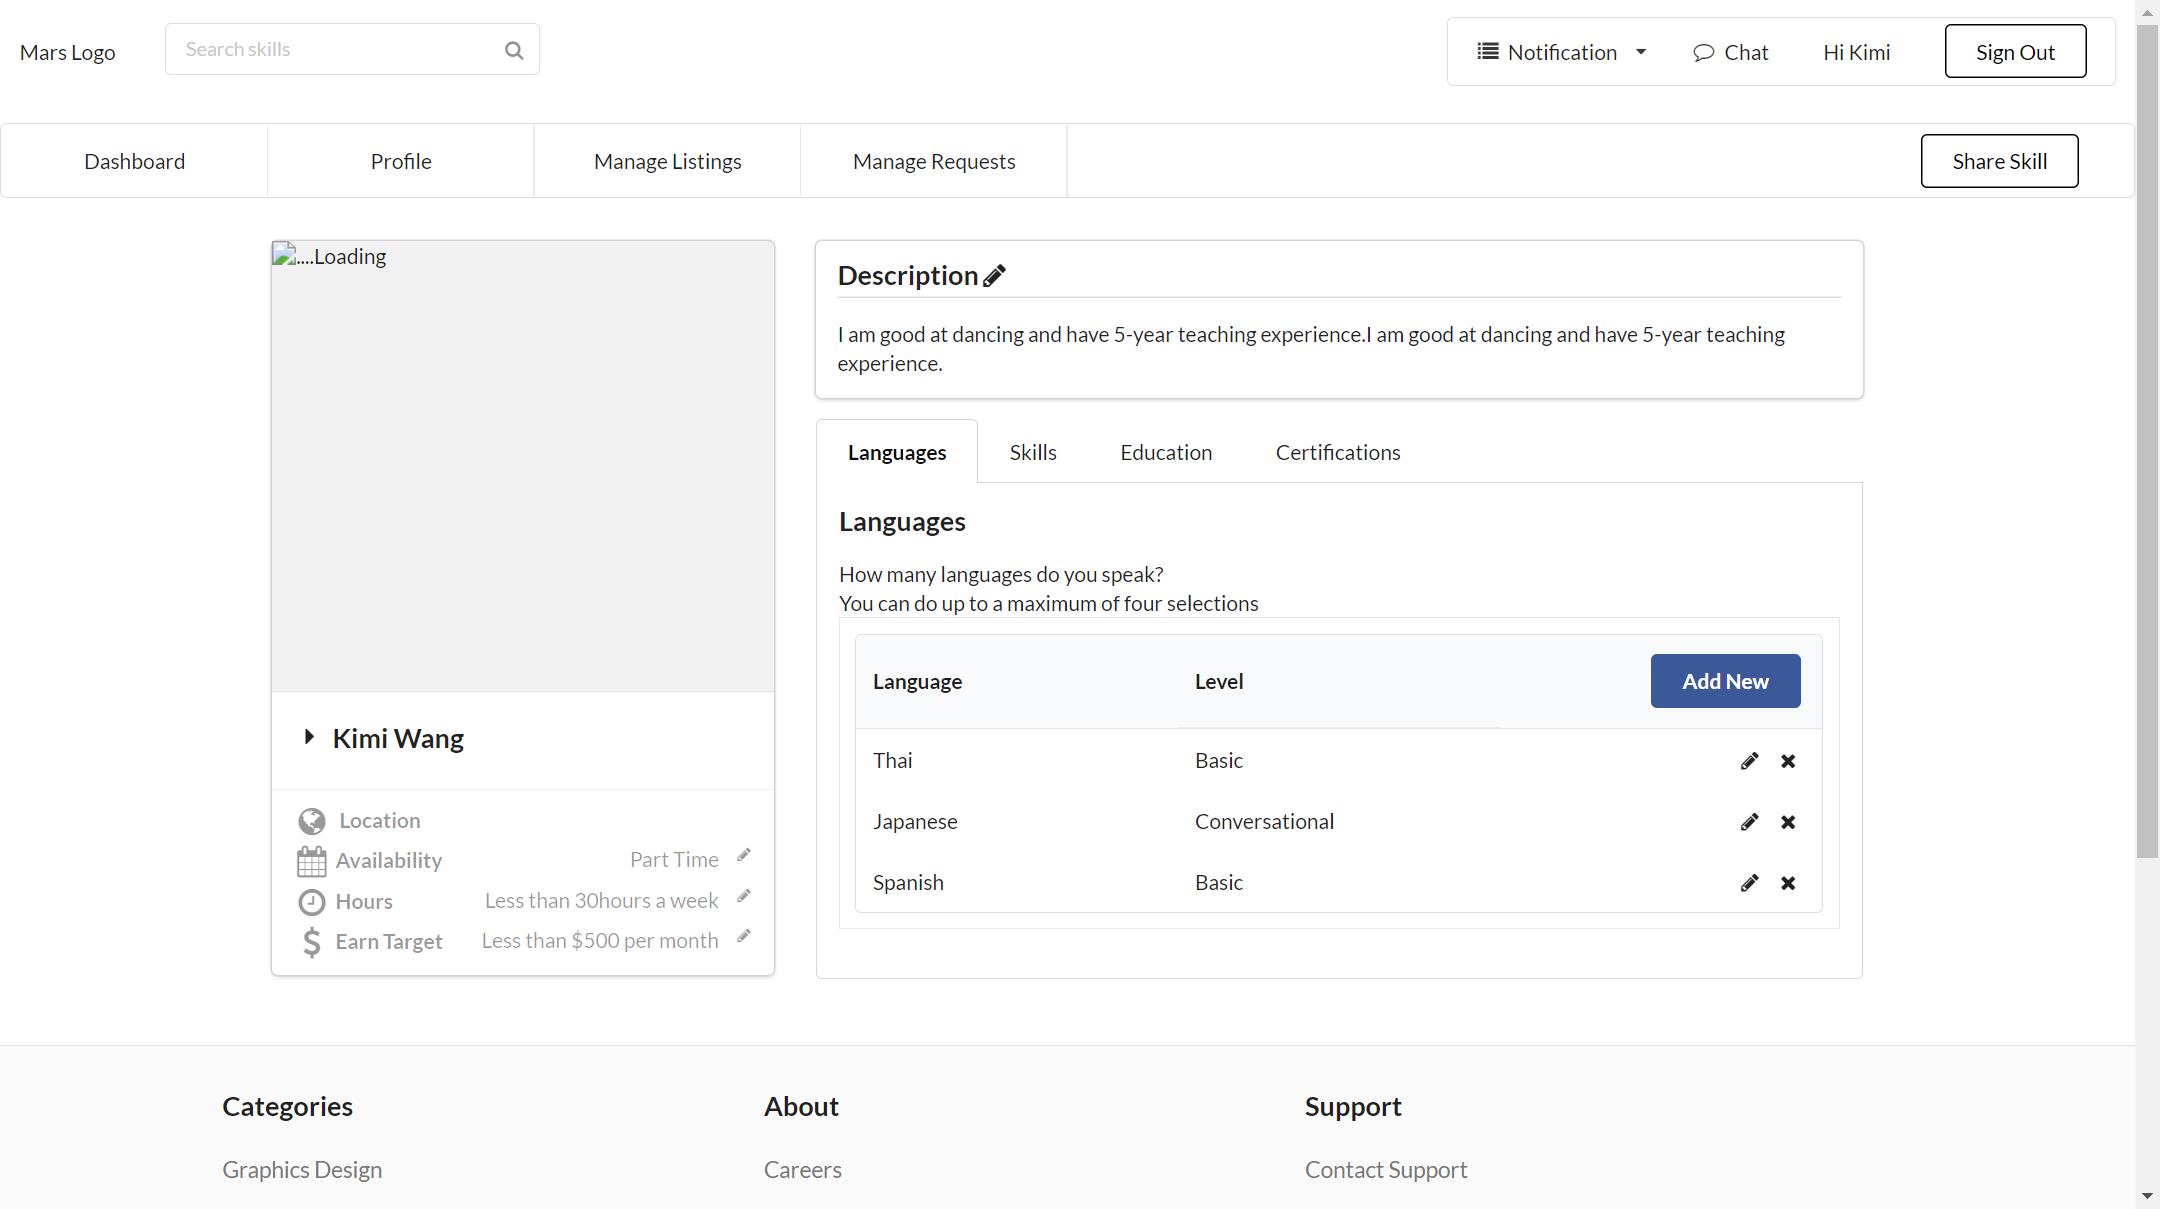 Mars Logo
Search skills
Notification
Chat
Hi Kimi
Sign Out
Dashboard
Profile
Manage Listings
Manage Requests
Share Skill
....Loading
Kimi Wang
Location
Availability
Part Time
Hours
Less than 30hours a week
Earn Target
Less than $500 per month
Description
I am good at dancing and have 5-year teaching experience.I am good at dancing and have 5-year teaching
experience.
Languages
Skills
Education
Certifications
Languages
How many languages do you speak?
You can do up to a maximum of four selections
Language
Level
Add New
Thai
Basic
Japanese
Conversational
Spanish
Basic
Categories
About
Support
Graphics Design
Careers
Contact Support